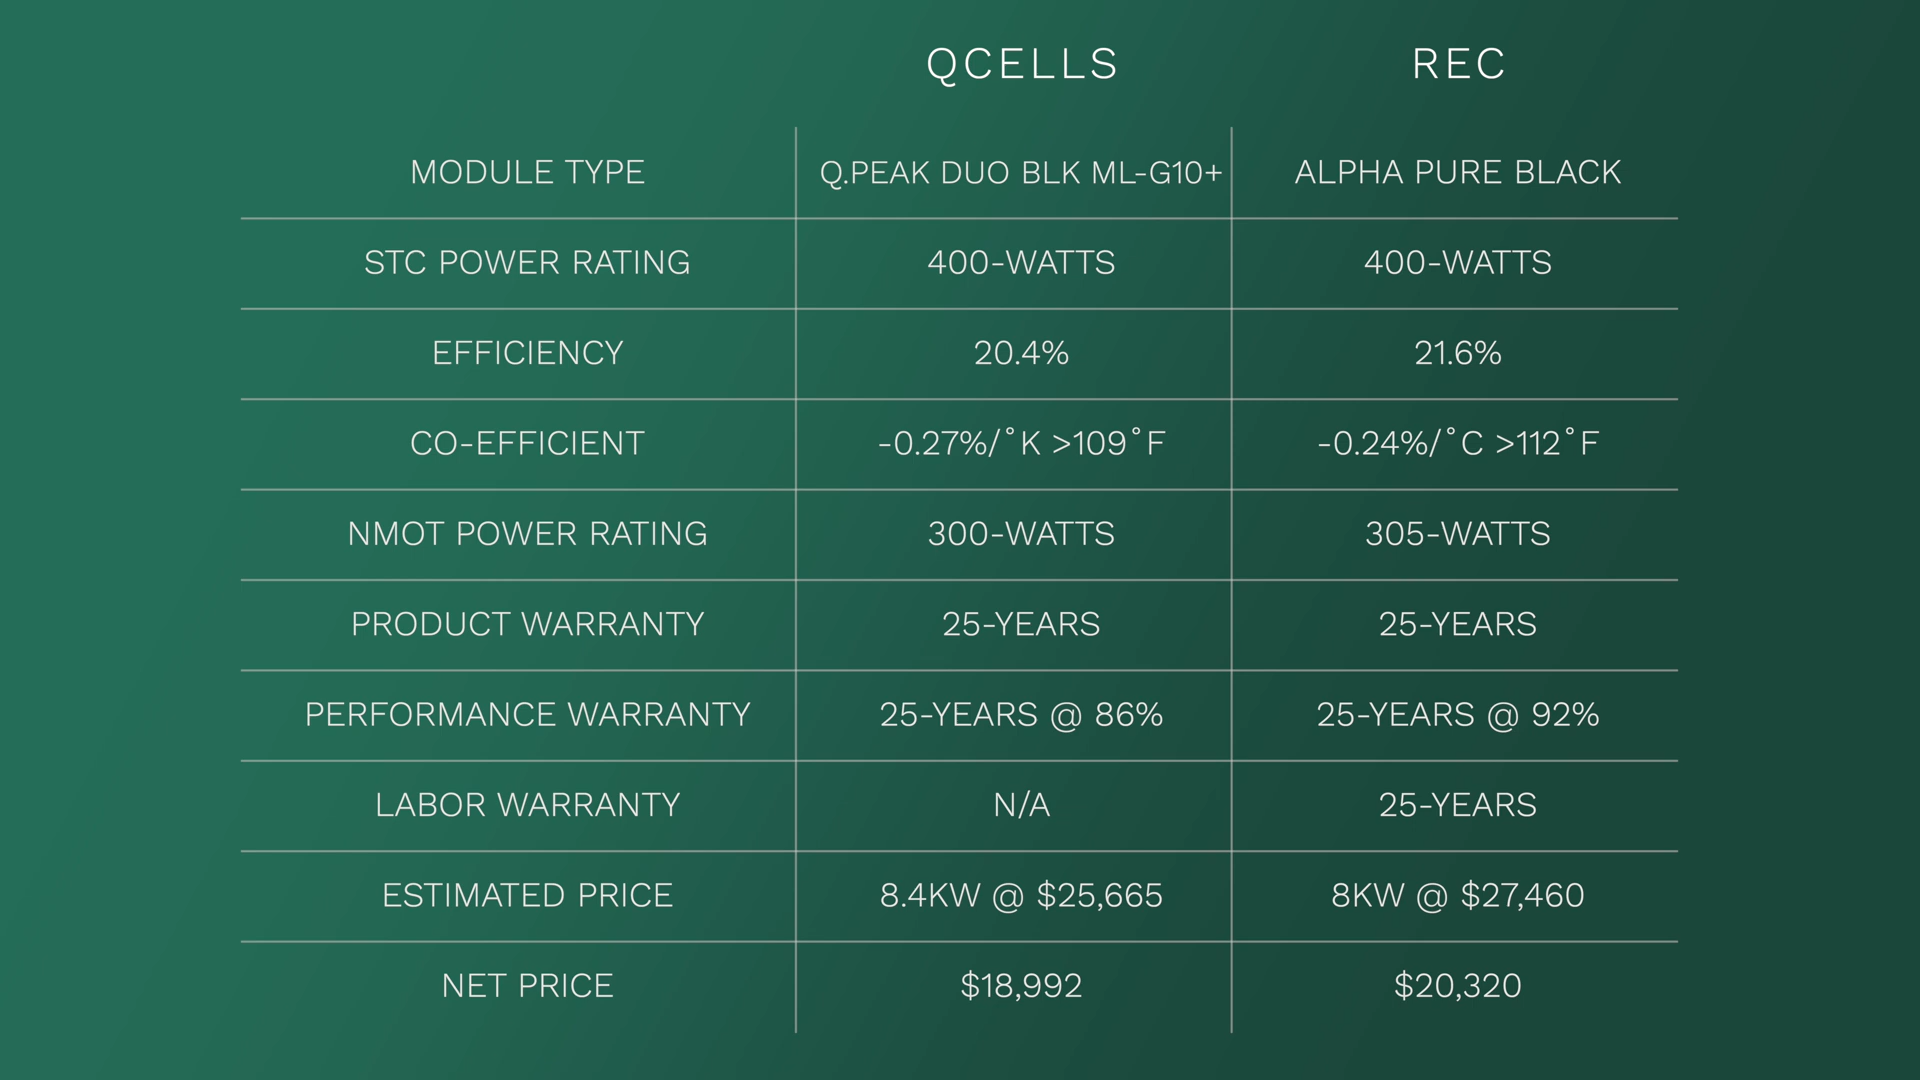 QCELLS REC
MODULE TYPE Q.PEAK DUO BLK ML-G10+ ALPHA PURE BLACK
STC POWER RATING 400-WATTS 400-WATTS
EFFICIENCY 20.4% 21.6%
CO-EFFICIENT -0.27%/˚K >109˚F -0.24%/˚C >112˚F
NMOT POWER RATING 300-WATTS 305-WATTS
PRODUCT WARRANTY 25-YEARS 25-YEARS
PERFORMANCE WARRANTY 25-YEARS @ 86% 25-YEARS @ 92%
LABOR WARRANTY N/A 25-YEARS
ESTIMATED PRICE 8.4KW @ $25,665 8KW @ $27,460
NET PRICE $18,992 $20,320